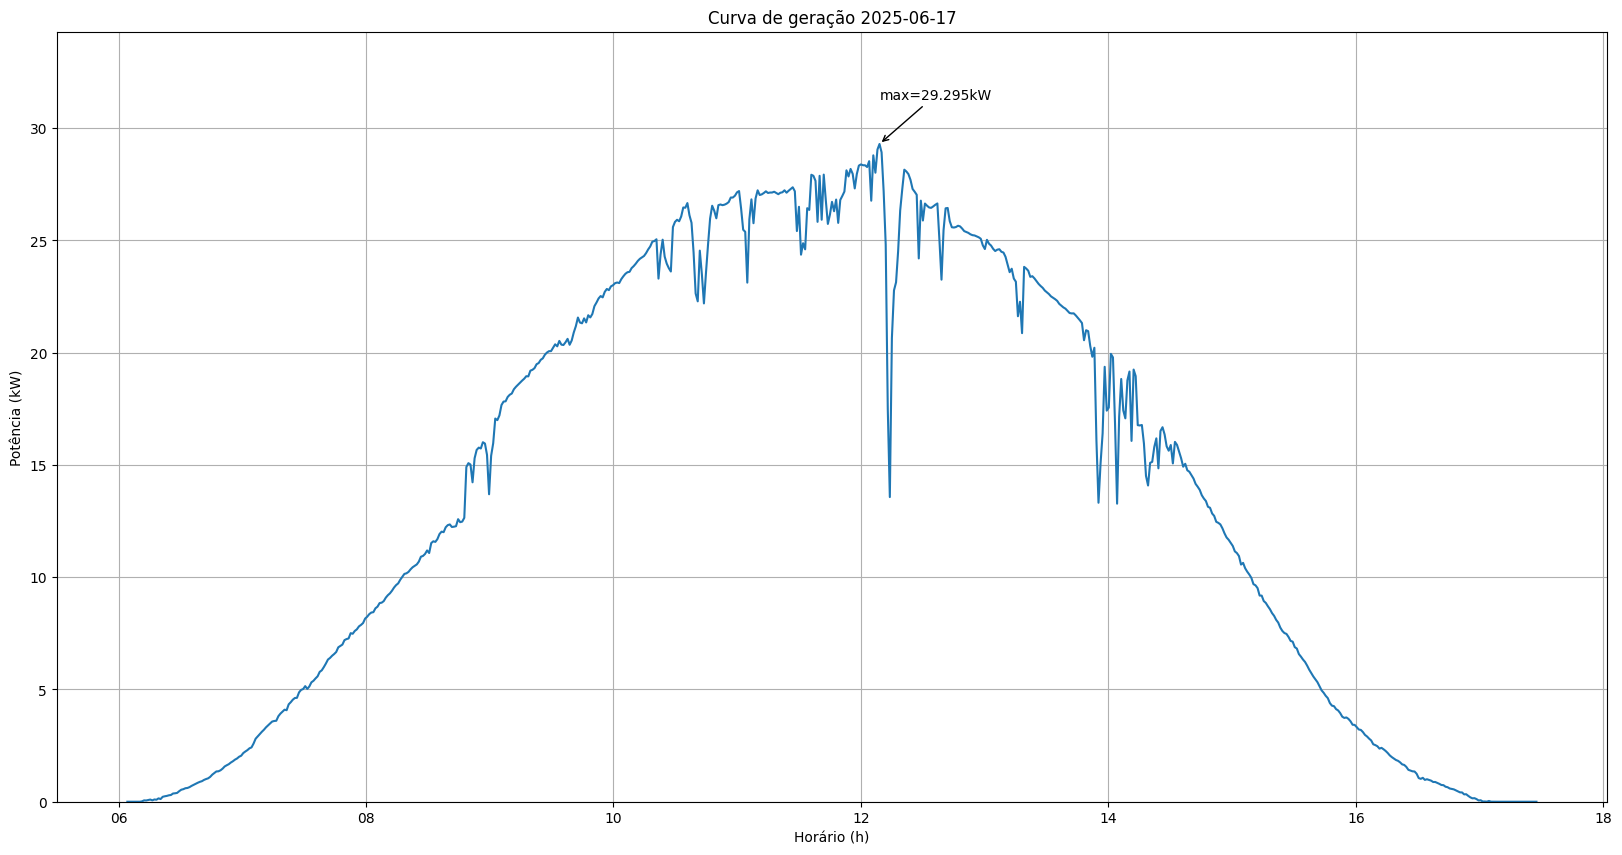 Curva de geração 2025-06-17
max=29.295kW
30
25
20
15
10
5
0
Potência (kW)
06 08 10 12 14 16 18
Horário (h)